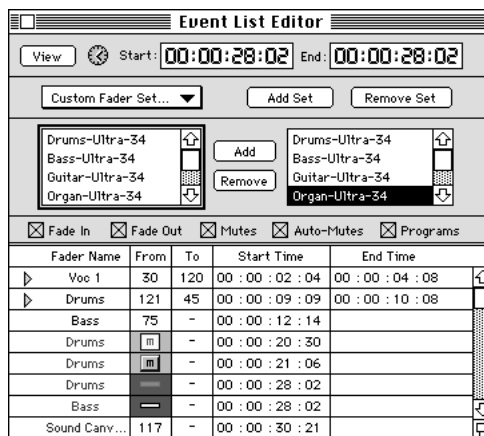 Event List Editor
View Start: 00:00:28:02 End: 00:00:28:02
Custom Fader Set... Add Set Remove Set
Drums-Ultra-34 Drums-Ultra-34
Bass-Ultra-34 Add Bass-Ultra-34
Guitar-Ultra-34 Remove Guitar-Ultra-34
Organ-Ultra-34 Organ-Ultra-34
Fade In Fade Out Mutes Auto-Mutes Programs
Fader Name From To Start Time End Time
Voc 1 30 120 00 : 00 : 02 : 04 00 : 00 : 04 : 08
Drums 121 45 00 : 00 : 09 : 09 00 : 00 : 10 : 08
Bass 75 - 00 : 00 : 12 : 14
Drums m - 00 : 00 : 20 : 30
Drums m - 00 : 00 : 21 : 06
Drums - 00 : 00 : 28 : 02
Bass - 00 : 00 : 28 : 02
Sound Canv... 117 - 00 : 00 : 30 : 21